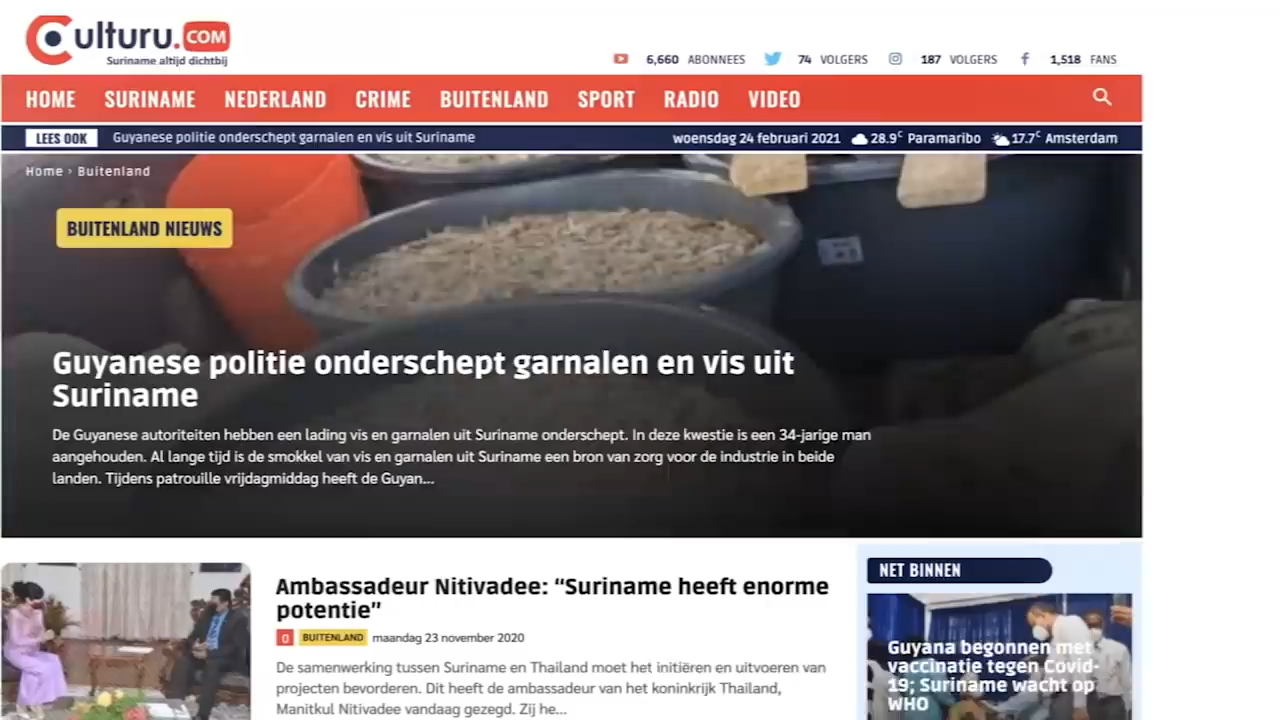 Culturu.COM
Suriname altijd dichtbij
6,660 ABONNEES 74 VOLGERS 187 VOLGERS 1,518 FANS
HOME SURINAME NEDERLAND CRIME BUITENLAND SPORT RADIO VIDEO
LEES OOK Guyanese politie onderschept garnalen en vis uit Suriname woensdag 24 februari 2021 28.9 C Paramaribo 17.7 C Amsterdam
Home › Buitenland
BUITENLAND NIEUWS
Guyanese politie onderschept garnalen en vis uit
Suriname
De Guyanese autoriteiten hebben een lading vis en garnalen uit Suriname onderschept. In deze kwestie is een 34-jarige man
aangehouden. Al lange tijd is de smokkel van vis en garnalen uit Suriname een bron van zorg voor de industrie in beide
landen. Tijdens patrouille vrijdagmiddag heeft de Guyan...
Ambassadeur Nitivadee: “Suriname heeft enorme
potentie”
0 BUITENLAND maandag 23 november 2020
De samenwerking tussen Suriname en Thailand moet het initiëren en uitvoeren van
projecten bevorderen. Dit heeft de ambassadeur van het koninkrijk Thailand,
Manitkul Nitivadee vandaag gezegd. Zij he...
NET BINNEN
Guyana begonnen met
vaccinatie tegen Covid-
19; Suriname wacht op
WHO